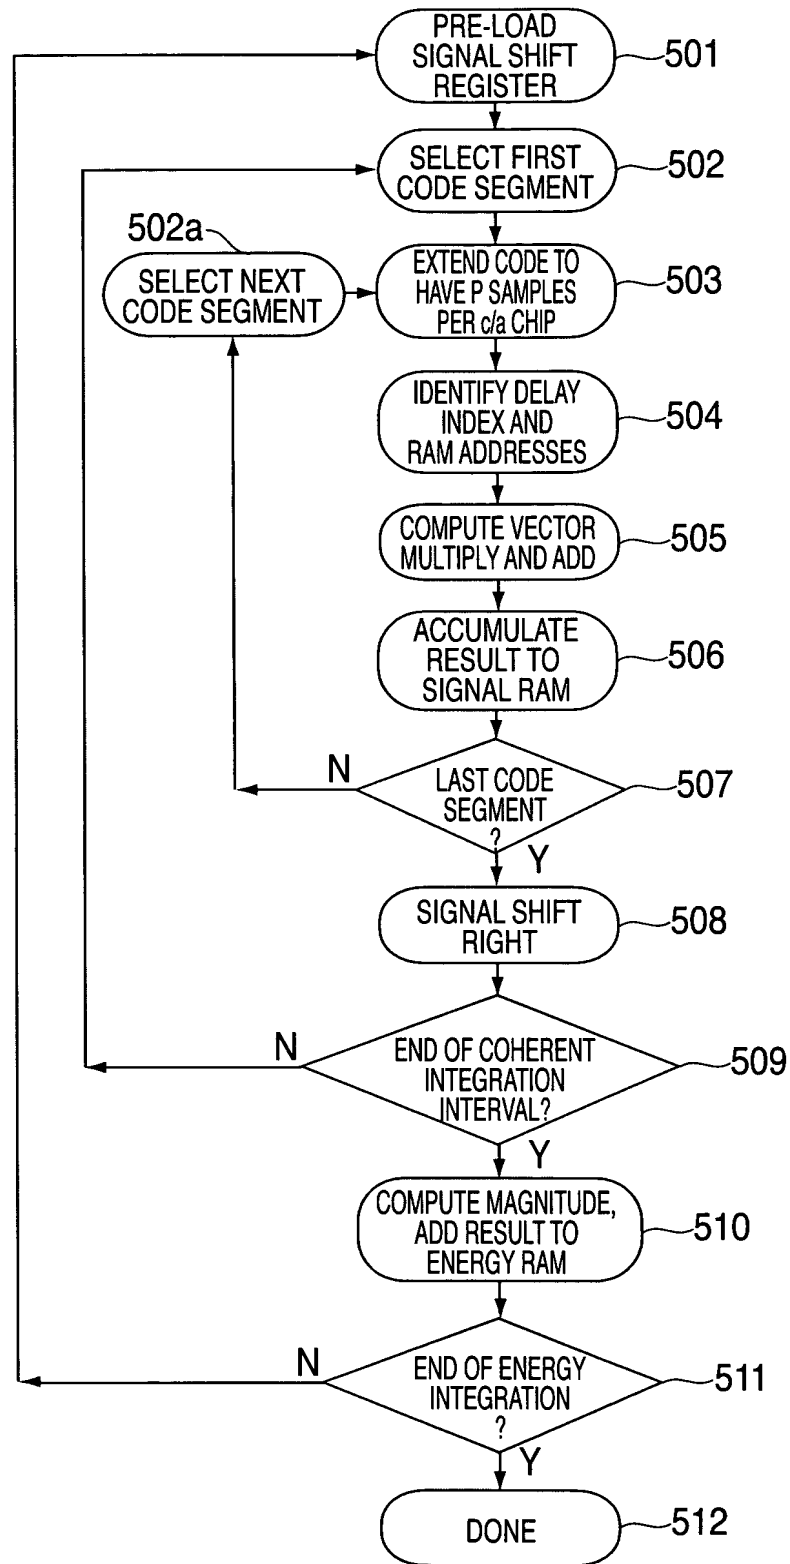 PRE-LOAD
SIGNAL SHIFT
REGISTER
501
SELECT FIRST
CODE SEGMENT
502
502a
SELECT NEXT
CODE SEGMENT
EXTEND CODE TO
HAVE P SAMPLES
PER c/a CHIP
503
IDENTIFY DELAY
INDEX AND
RAM ADDRESSES
504
COMPUTE VECTOR
MULTIPLY AND ADD
505
ACCUMULATE
RESULT TO
SIGNAL RAM
506
N
LAST CODE
SEGMENT
?
507
Y
SIGNAL SHIFT
RIGHT
508
N
END OF COHERENT
INTEGRATION
INTERVAL?
509
Y
COMPUTE MAGNITUDE,
ADD RESULT TO
ENERGY RAM
510
N
END OF ENERGY
INTEGRATION
?
511
Y
DONE
512